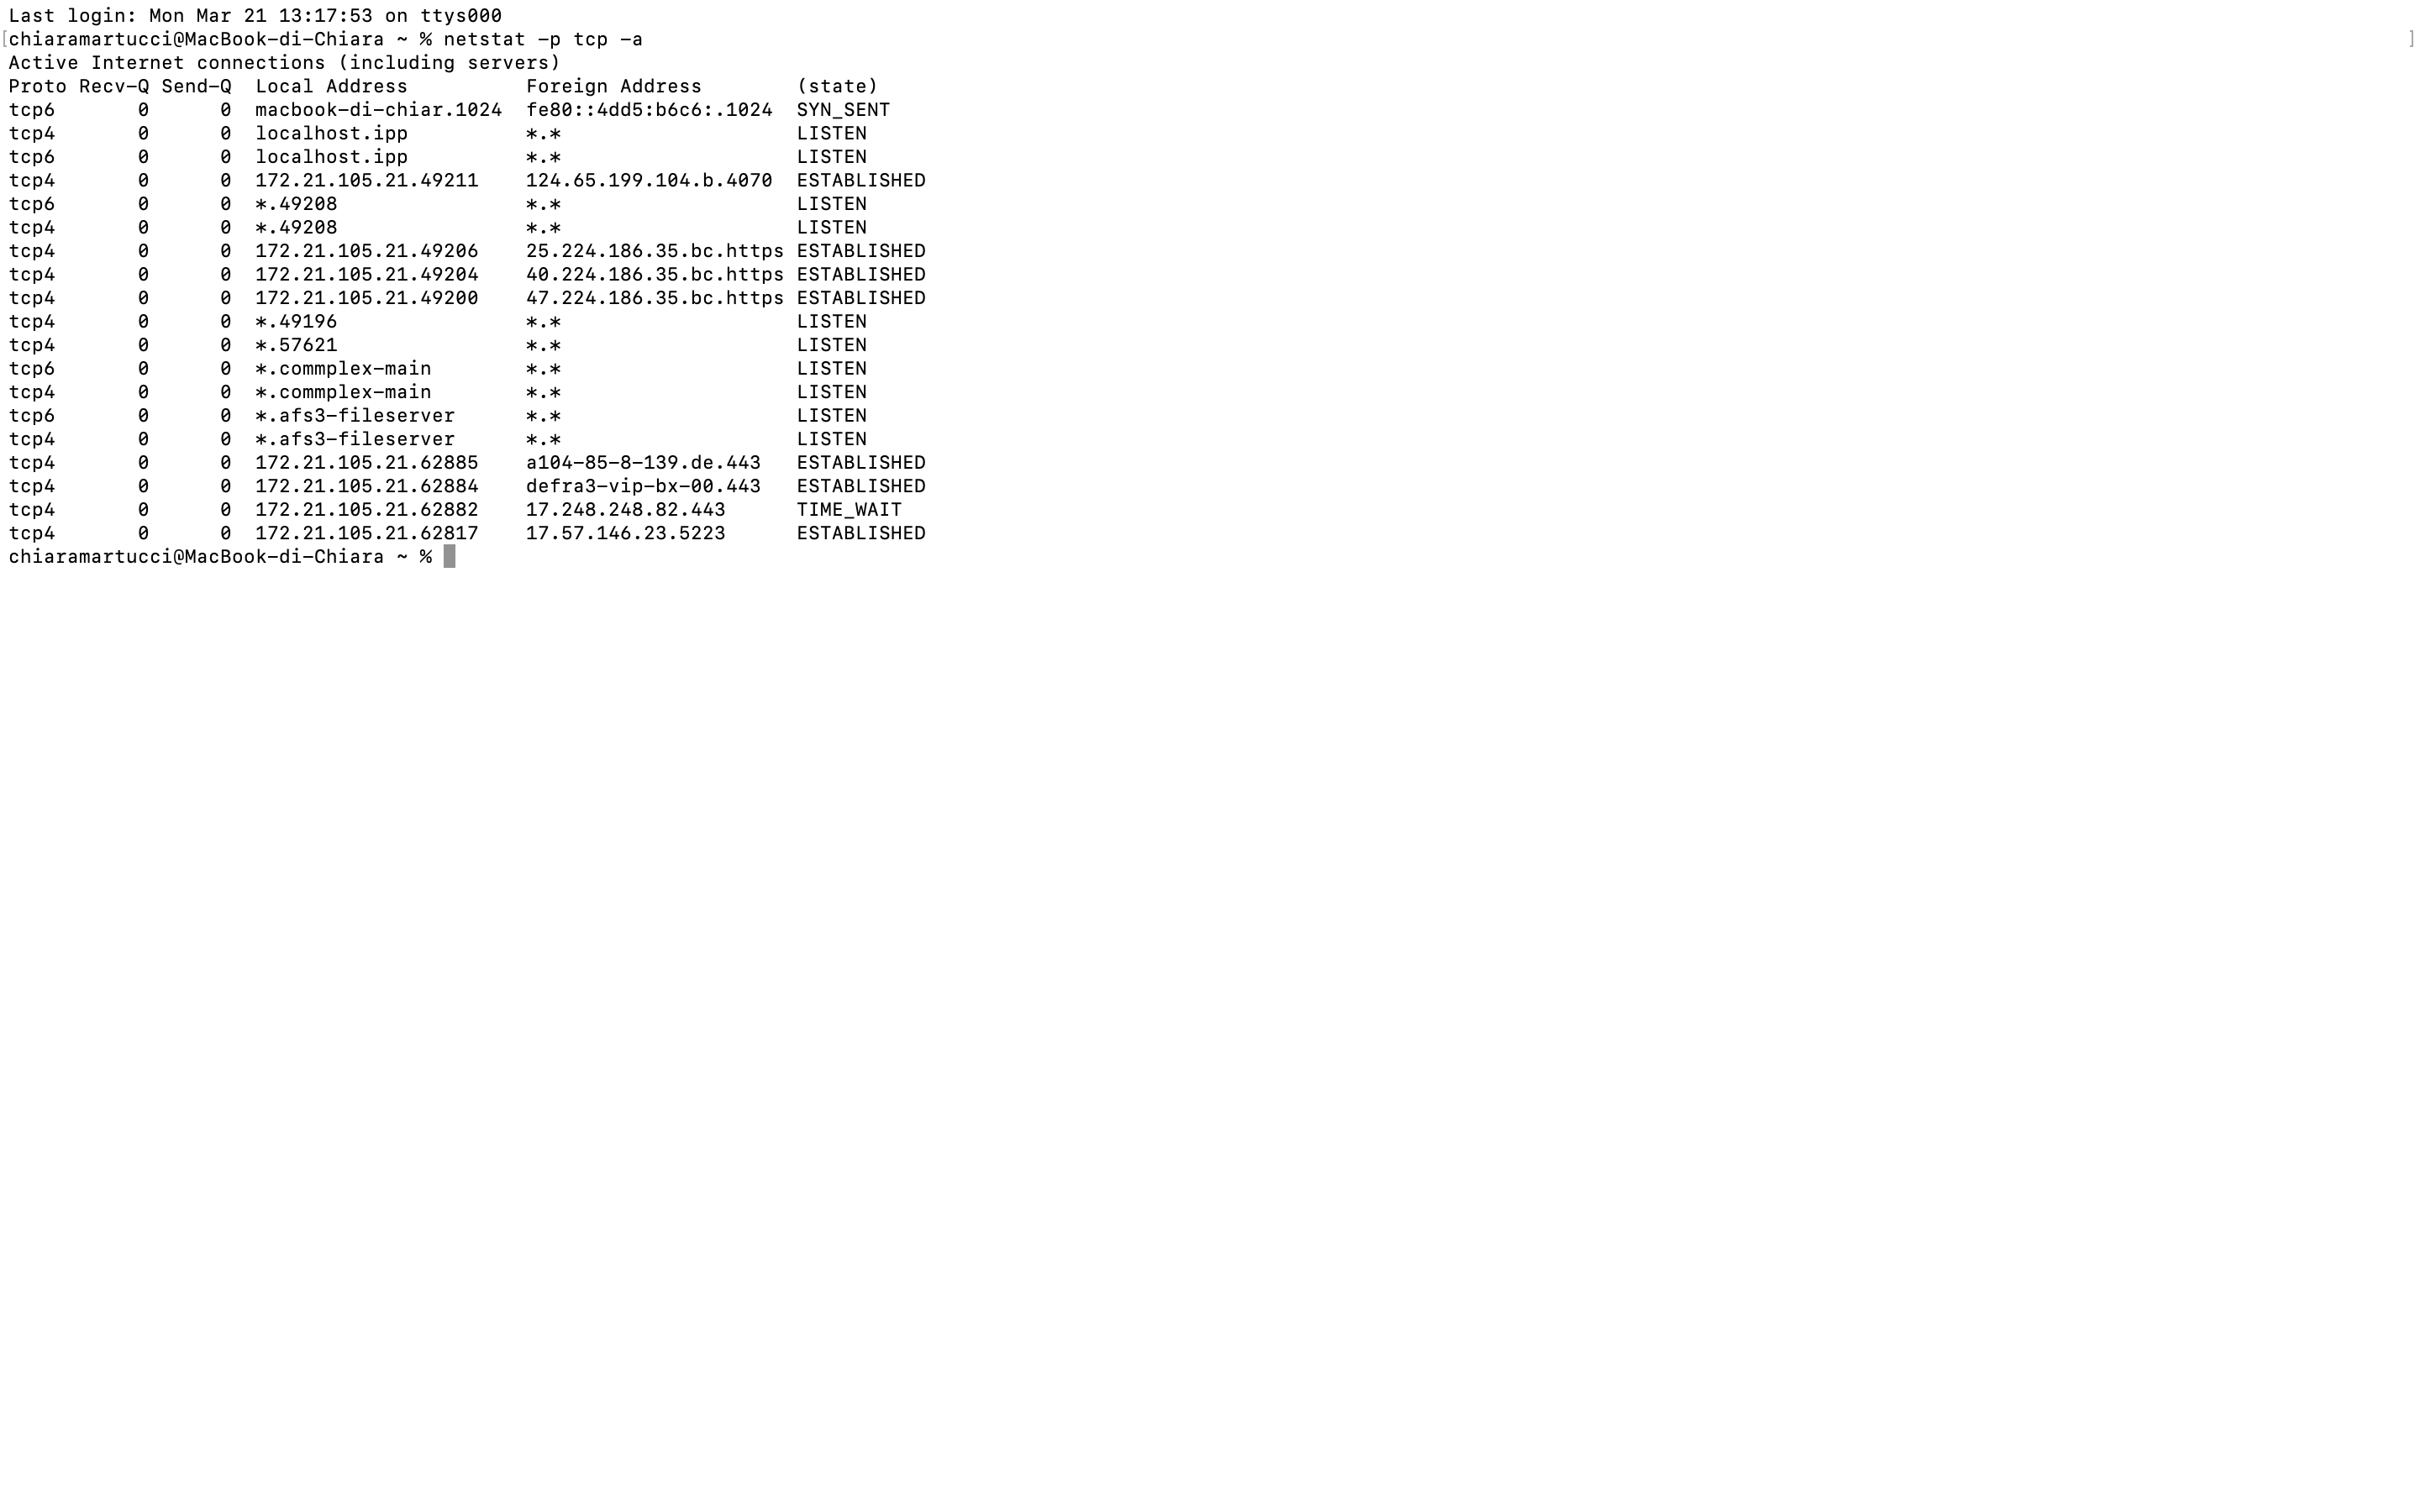 Last login: Mon Mar 21 13:17:53 on ttys000
[chiaramartucci@MacBook-di-Chiara ~ % netstat -p tcp -a ]
Active Internet connections (including servers)
Proto Recv-Q Send-Q  Local Address          Foreign Address        (state)
tcp6       0      0  macbook-di-chiar.1024  fe80::4dd5:b6c6:.1024  SYN_SENT
tcp4       0      0  localhost.ipp          *.*                    LISTEN
tcp6       0      0  localhost.ipp          *.*                    LISTEN
tcp4       0      0  172.21.105.21.49211    124.65.199.104.b.4070  ESTABLISHED
tcp6       0      0  *.49208                *.*                    LISTEN
tcp4       0      0  *.49208                *.*                    LISTEN
tcp4       0      0  172.21.105.21.49206    25.224.186.35.bc.https ESTABLISHED
tcp4       0      0  172.21.105.21.49204    40.224.186.35.bc.https ESTABLISHED
tcp4       0      0  172.21.105.21.49200    47.224.186.35.bc.https ESTABLISHED
tcp4       0      0  *.49196                *.*                    LISTEN
tcp4       0      0  *.57621                *.*                    LISTEN
tcp6       0      0  *.commplex-main        *.*                    LISTEN
tcp4       0      0  *.commplex-main        *.*                    LISTEN
tcp6       0      0  *.afs3-fileserver      *.*                    LISTEN
tcp4       0      0  *.afs3-fileserver      *.*                    LISTEN
tcp4       0      0  172.21.105.21.62885    a104-85-8-139.de.443   ESTABLISHED
tcp4       0      0  172.21.105.21.62884    defra3-vip-bx-00.443   ESTABLISHED
tcp4       0      0  172.21.105.21.62882    17.248.248.82.443      TIME_WAIT
tcp4       0      0  172.21.105.21.62817    17.57.146.23.5223      ESTABLISHED
chiaramartucci@MacBook-di-Chiara ~ %